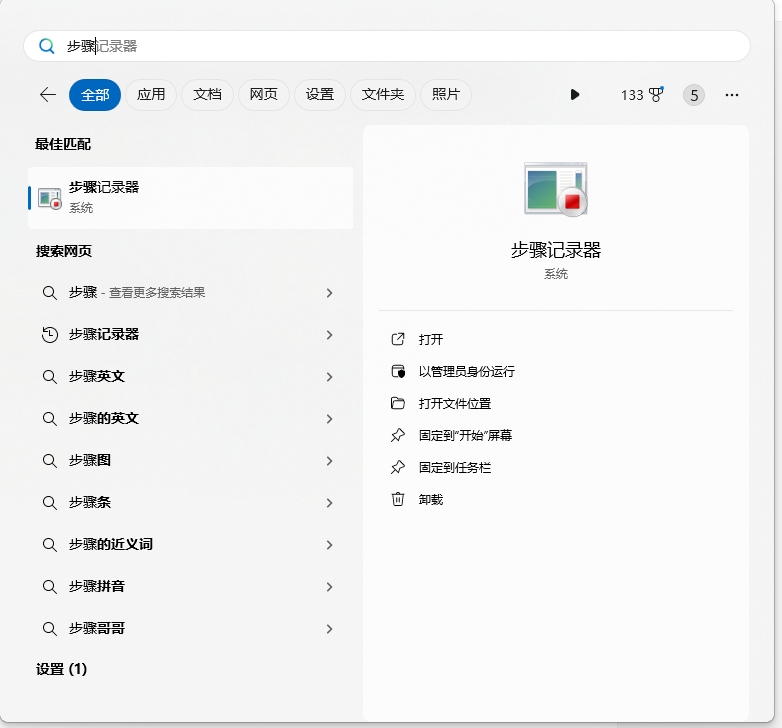 步骤记录器
全部 应用 文档 网页 设置 文件夹 照片 133 5 ...
最佳匹配
步骤记录器
系统
搜索网页
步骤 - 查看更多搜索结果
步骤记录器
步骤英文
步骤的英文
步骤图
步骤条
步骤的近义词
步骤拼音
步骤哥哥
设置 (1)
步骤记录器
系统
打开
以管理员身份运行
打开文件位置
固定到"开始"屏幕
固定到任务栏
卸载